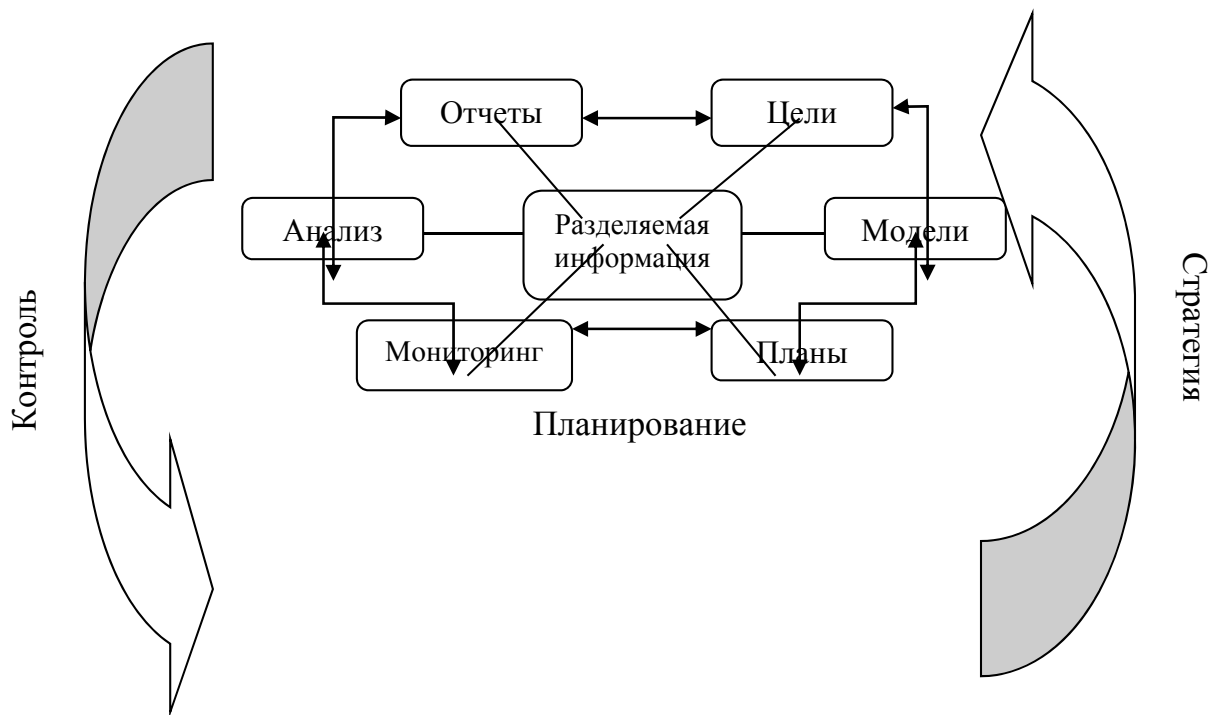 Отчеты
Цели
Анализ
Разделяемая
информация
Модели
Мониторинг
Планы
Планирование
Контроль
Стратегия